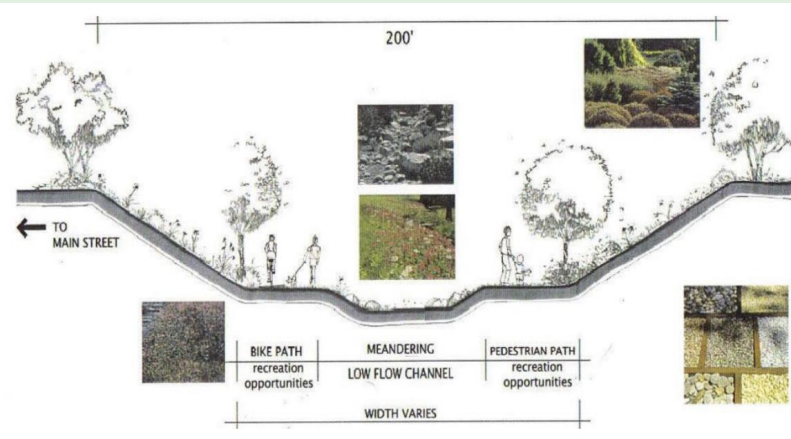 200'
TO
MAIN STREET
BIKE PATH
recreation
opportunities
MEANDERING
LOW FLOW CHANNEL
PEDESTRIAN PATH
recreation
opportunities
WIDTH VARIES